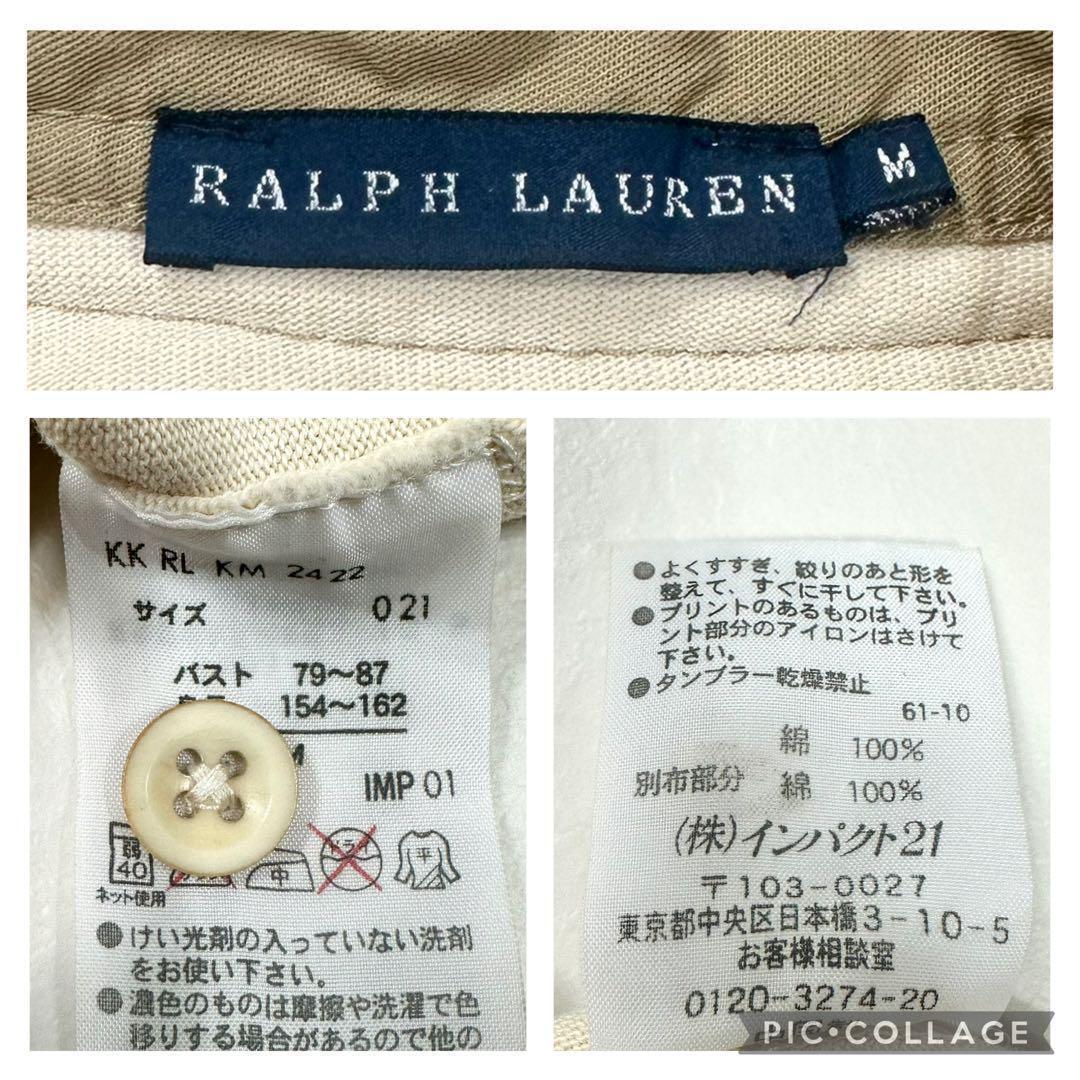 RALPH LAUREN
M
KK RL KM 2422
サイズ 021
バスト 79〜87
154〜162
M
IMP 01
弱
40
中
ドライ
平
ネット使用
●けい光剤の入っていない洗剤
をお使い下さい。
●濃色のものは摩擦や洗濯で色
移りする場合があるので他の
●よくすすぎ、絞りのあと形を
整えて、すぐに干して下さい。
●プリントのあるものは、プリ
ント部分のアイロンはさけて
下さい。
●タンブラー乾燥禁止
61-10
綿 100%
別布部分 綿 100%
(株)インパクト21
〒103-0027
東京都中央区日本橋3-10-5
お客様相談室
0120-3274-20
PIC•COLLAGE